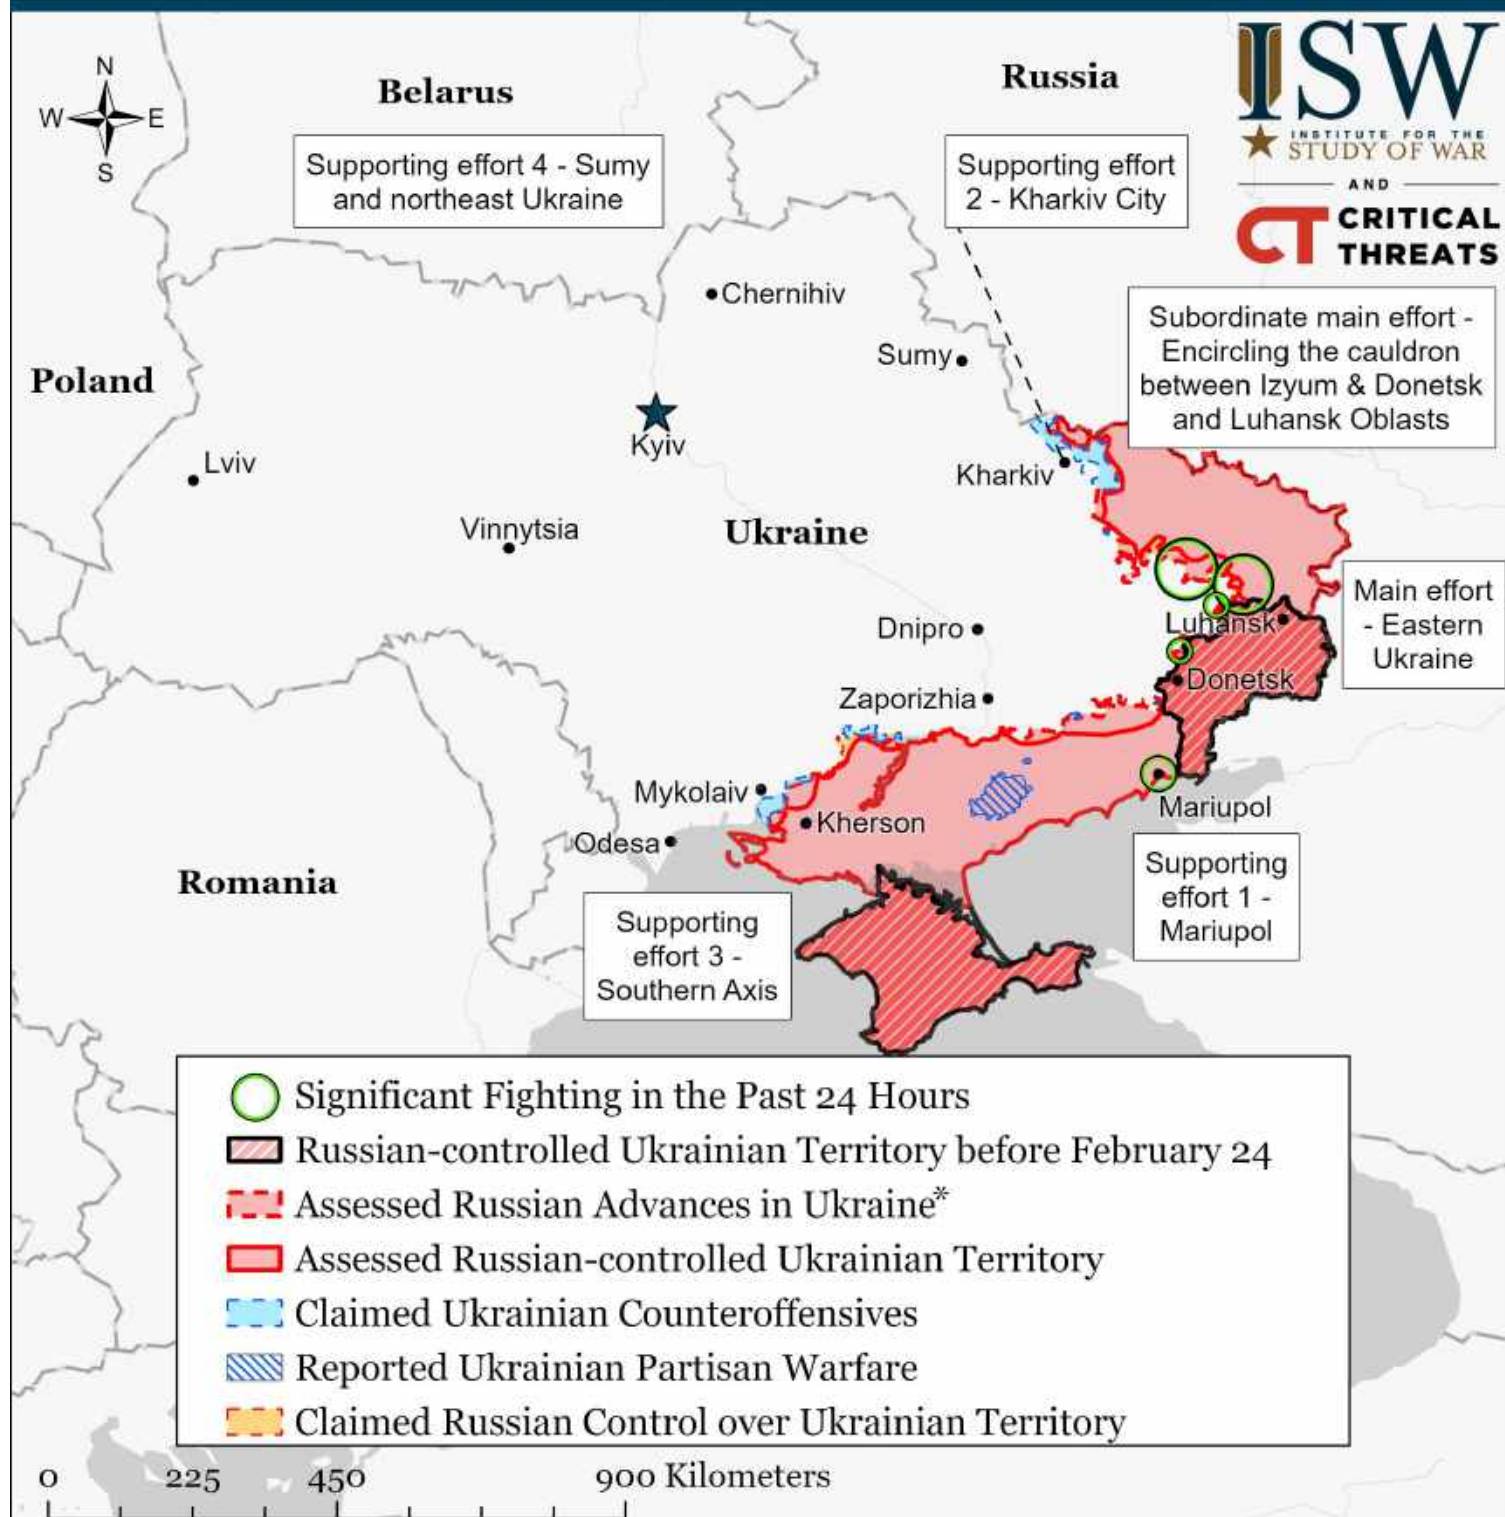 N
W E
S
Belarus
Russia
ISW
INSTITUTE FOR THE
STUDY OF WAR
AND
CT CRITICAL
THREATS
Supporting effort 4 - Sumy
and northeast Ukraine
Supporting effort
2 - Kharkiv City
Chernihiv
Subordinate main effort -
Encircling the cauldron
between Izyum & Donetsk
and Luhansk Oblasts
Sumy
Poland
Kyiv
Lviv
Kharkiv
Vinnytsia
Ukraine
Main effort
- Eastern
Ukraine
Dnipro
Luhansk
Donetsk
Zaporizhia
Mykolaiv
Mariupol
Kherson
Odesa
Romania
Supporting
effort 1 -
Mariupol
Supporting
effort 3 -
Southern Axis
Significant Fighting in the Past 24 Hours
Russian-controlled Ukrainian Territory before February 24
Assessed Russian Advances in Ukraine*
Assessed Russian-controlled Ukrainian Territory
Claimed Ukrainian Counteroffensives
Reported Ukrainian Partisan Warfare
Claimed Russian Control over Ukrainian Territory
0 225 450 900 Kilometers